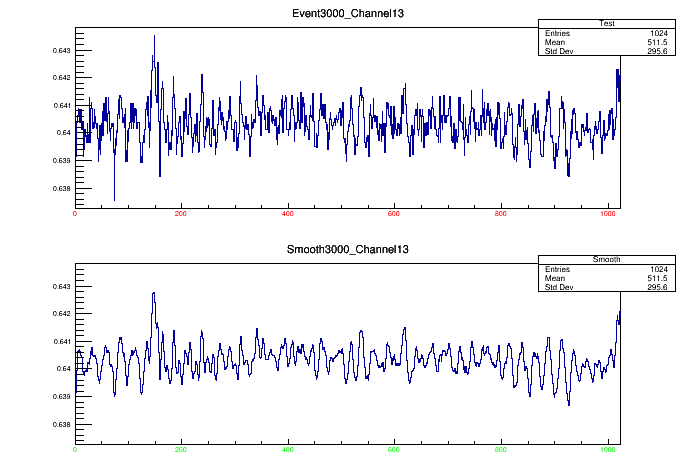 Event3000_Channel13
Test
Entries 1024
Mean 511.5
Std Dev 295.6
0.643
0.642
0.641
0.64
0.639
0.638
0 200 400 600 800 1000
Smooth3000_Channel13
Smooth
Entries 1024
Mean 511.5
Std Dev 295.6
0.643
0.642
0.641
0.64
0.639
0.638
0 200 400 600 800 1000